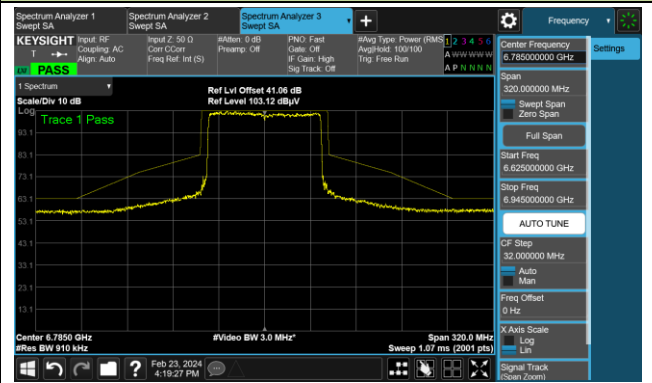 Spectrum Analyzer 1
Swept SA
Spectrum Analyzer 2
Swept SA
Spectrum Analyzer 3
Swept SA
Frequency
KEYSIGHT
Input: RF
Coupling: AC
Align: Auto
Input Z: 50 Ω
Corr CCorr
Freq Ref: Int (S)
#Atten: 0 dB
Preamp: Off
PNO: Fast
Gate: Off
IF Gain: High
Sig Track: Off
#Avg Type: Power (RMS
Avg|Hold: 100/100
Trig: Free Run
1 2 3 4 5 6
A W W W W W
A P N N N N
PASS
1 Spectrum
Scale/Div 10 dB
Ref Lvl Offset 41.06 dB
Ref Level 103.12 dBµV
Log
Trace 1 Pass
93.1
83.1
73.1
63.1
53.1
43.1
33.1
23.1
13.1
Center 6.7850 GHz
#Res BW 910 kHz
#Video BW 3.0 MHz*
Span 320.0 MHz
Sweep 1.07 ms (2001 pts)
Center Frequency
6.785000000 GHz
Settings
Span
320.000000 MHz
Swept Span
Zero Span
Full Span
Start Freq
6.625000000 GHz
Stop Freq
6.945000000 GHz
AUTO TUNE
CF Step
32.000000 MHz
Auto
Man
Freq Offset
0 Hz
X Axis Scale
Log
Lin
Signal Track
(Span Zoom)
Feb 23, 2024
4:19:27 PM